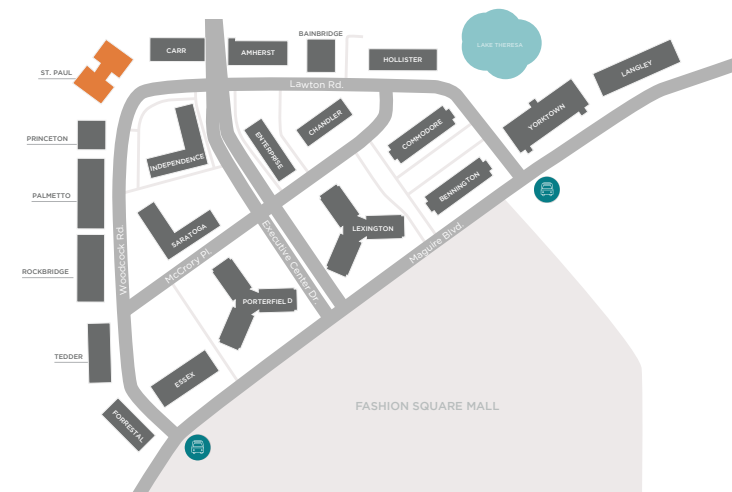 BAINBRIDGE
CARR
AMHERST
LAKE THERESA
HOLLISTER
ST. PAUL
LANGLEY
Lawton Rd.
YORKTOWN
CHANDLER
COMMODORE
PRINCETON
ENTERPRISE
INDEPENDENCE
BENNINGTON
PALMETTO
SARATOGA
LEXINGTON
Woodcock Rd.
McCrory Pl.
Executive Center Dr.
Maguire Blvd.
ROCKBRIDGE
PORTERFIELD
TEDDER
ESSEX
FASHION SQUARE MALL
FORRESTAL